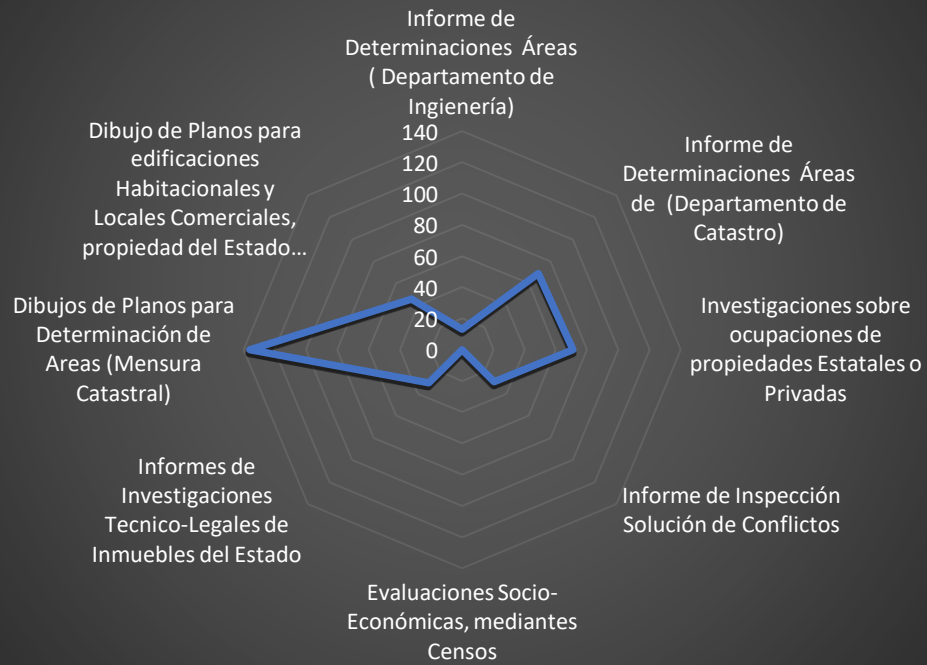 Informe de
Determinaciones Áreas
( Departamento de
Ingienería)
Informe de
Determinaciones Áreas
de (Departamento de
Catastro)
Investigaciones sobre
ocupaciones de
propiedades Estatales o
Privadas
Informe de Inspección
Solución de Conflictos
Evaluaciones Socio-
Económicas, mediantes
Censos
Informes de
Investigaciones
Tecnico-Legales de
Inmuebles del Estado
Dibujos de Planos para
Determinación de
Areas (Mensura
Catastral)
Dibujo de Planos para
edificaciones
Habitacionales y
Locales Comerciales,
propiedad del Estado...
140
120
100
80
60
40
20
0